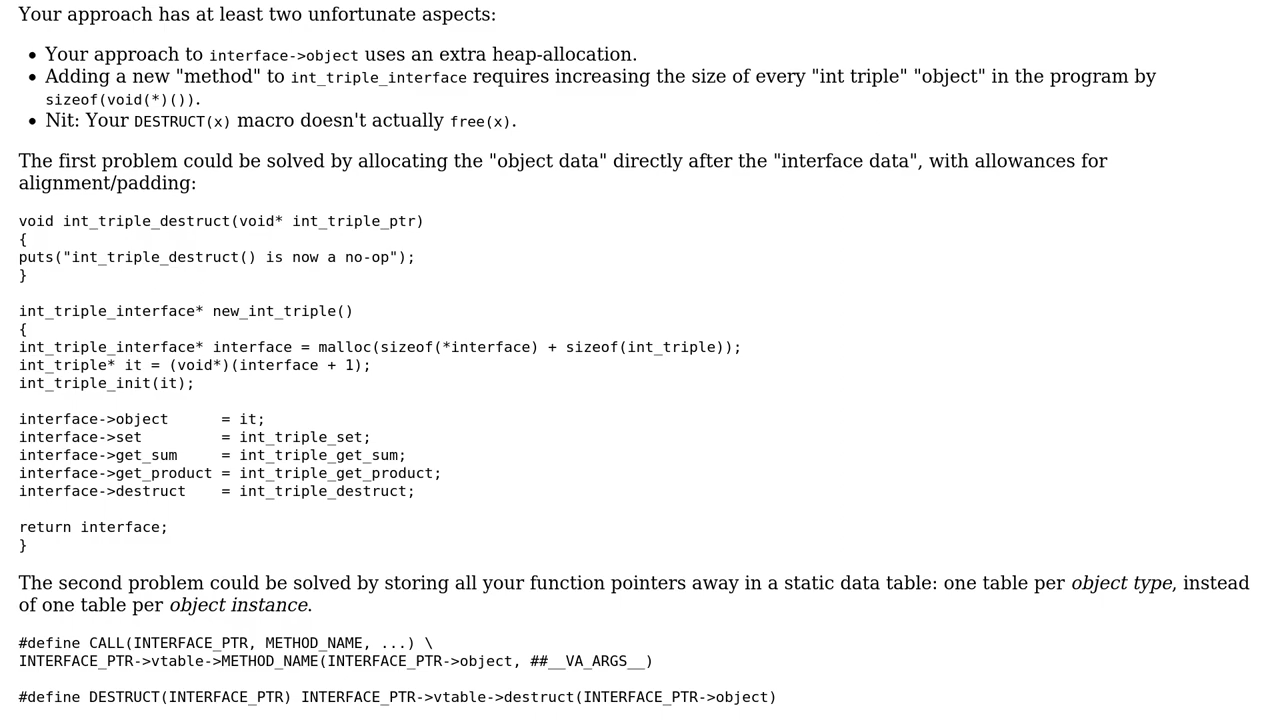 Your approach has at least two unfortunate aspects:
• Your approach to interface->object uses an extra heap-allocation.
• Adding a new "method" to int_triple_interface requires increasing the size of every "int triple" "object" in the program by
sizeof(void(*)()).
• Nit: Your DESTRUCT(x) macro doesn't actually free(x).
The first problem could be solved by allocating the "object data" directly after the "interface data", with allowances for
alignment/padding:
void int_triple_destruct(void* int_triple_ptr)
{
puts("int_triple_destruct() is now a no-op");
}
int_triple_interface* new_int_triple()
{
int_triple_interface* interface = malloc(sizeof(*interface) + sizeof(int_triple));
int_triple* it = (void*)(interface + 1);
int_triple_init(it);
interface->object      = it;
interface->set         = int_triple_set;
interface->get_sum     = int_triple_get_sum;
interface->get_product = int_triple_get_product;
interface->destruct    = int_triple_destruct;
return interface;
}
The second problem could be solved by storing all your function pointers away in a static data table: one table per object type, instead
of one table per object instance.
#define CALL(INTERFACE_PTR, METHOD_NAME, ...) \
INTERFACE_PTR->vtable->METHOD_NAME(INTERFACE_PTR->object, ##__VA_ARGS__)
#define DESTRUCT(INTERFACE_PTR) INTERFACE_PTR->vtable->destruct(INTERFACE_PTR->object)